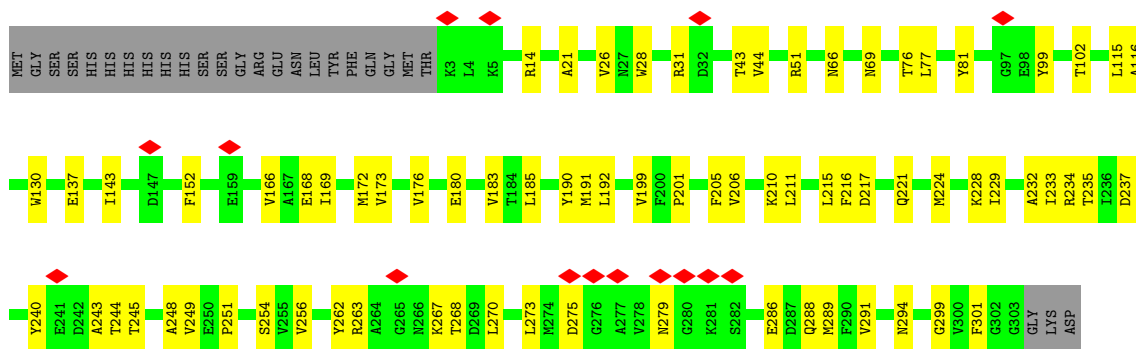 MET GLY SER SER HIS HIS HIS HIS HIS HIS SER SER GLY ARG GLU ASN LEU TYR PHE GLN GLY MET THR K3 L4 K5 R14 A21 V26 N27 W28 R31 D32 T43 V44 R51 N66 N69 T76 L77 Y81 G97 E98 Y99 T102 L115 A116
W130 E137 I143 D147 F152 E159 V166 A167 E168 I169 M172 V173 V176 E180 V183 T184 L185 Y190 M191 L192 V199 F200 P201 F205 V206 K210 L211 L215 F216 D217 Q221 M224 K228 I229 A232 I233 R234 T235 I236 D237
Y240 E241 D242 A243 T244 T245 A248 V249 E250 P251 S254 V255 V256 Y262 R263 A264 G265 N266 K267 T268 D269 L270 L273 M274 D275 G276 A277 V278 N279 G280 K281 S282 E286 D287 Q288 M289 F290 V291 N294 G299 V300 F301 G302 G303 GLY LYS ASP